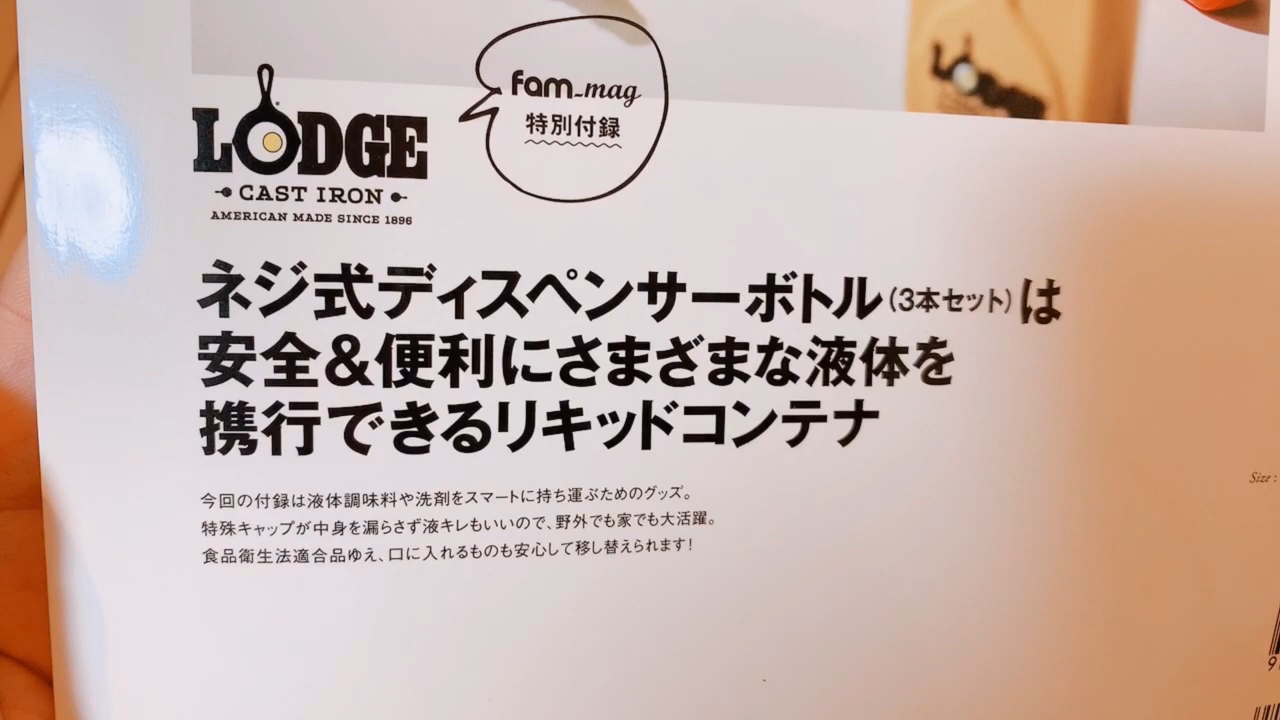 LODGE
CAST IRON
AMERICAN MADE SINCE 1896
fam_mag
特別付録
ネジ式ディスペンサーボトル(3本セット)は
安全&便利にさまざまな液体を
携行できるリキッドコンテナ
今回の付録は液体調味料や洗剤をスマートに持ち運ぶためのグッズ。
特殊キャップが中身を漏らさず液キレもいいので、野外でも家でも大活躍。
食品衛生法適合品ゆえ、口に入れるものも安心して移し替えられます!
Size :
9